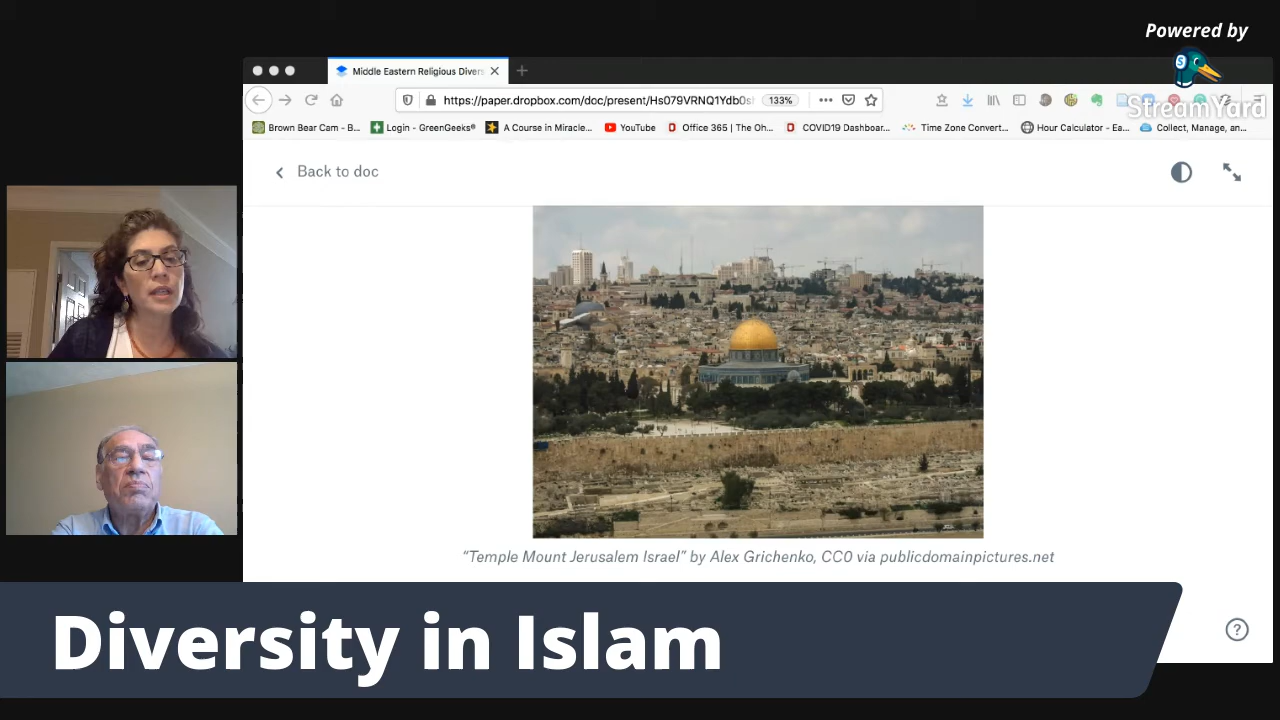 Powered by
StreamYard
Middle Eastern Religious Divers
https://paper.dropbox.com/doc/present/Hs079VRNQ1Ydb0s
133%
Brown Bear Cam - B...
Login - GreenGeeks®
A Course in Miracle...
YouTube
Office 365 | The Oh...
COVID19 Dashboar...
Time Zone Convert...
Hour Calculator - Ea...
Collect, Manage, an...
Back to doc
“Temple Mount Jerusalem Israel” by Alex Grichenko, CC0 via publicdomainpictures.net
Diversity in Islam
?